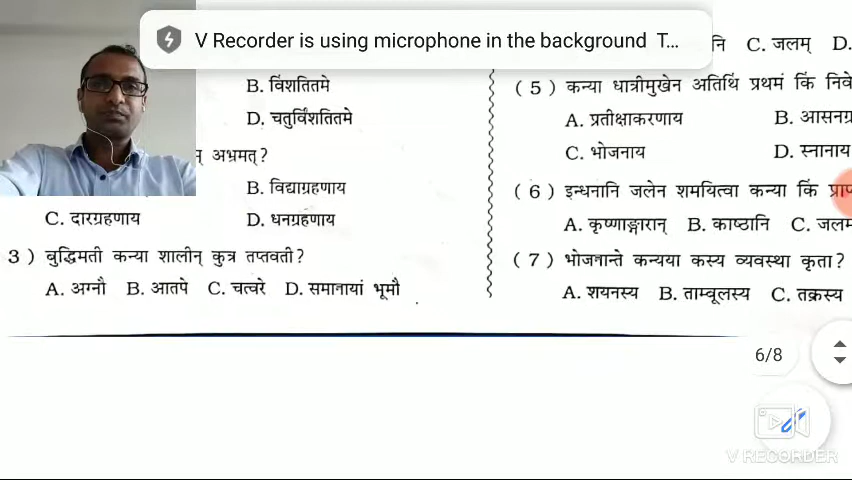 V Recorder is using microphone in the background T...
B. विंशतितमे
D. चतुर्विंशतितमे
् अभ्रमत्?
B. विद्याग्रहणाय
C. दारग्रहणाय D. धनग्रहणाय
3 ) बुद्धिमती कन्या शालीन् कुत्र तप्तवती?
A. अग्नौ B. आतपे C. चत्वरे D. समानायां भूमौ
नि C. जलम् D.
( 5 ) कन्या धात्रीमुखेन अतिथिं प्रथमं किं निवे
A. प्रतीक्षाकरणाय B. आसनग्र
C. भोजनाय D. स्नानाय
( 6 ) इन्धनानि जलेन शमयित्वा कन्या किं प्राप
A. कृष्णाङ्गारान् B. काष्ठानि C. जलम
( 7 ) भोजनान्ते कन्यया कस्य व्यवस्था कृता?
A. शयनस्य B. ताम्बूलस्य C. तक्रस्य
6/8
V RECORDER